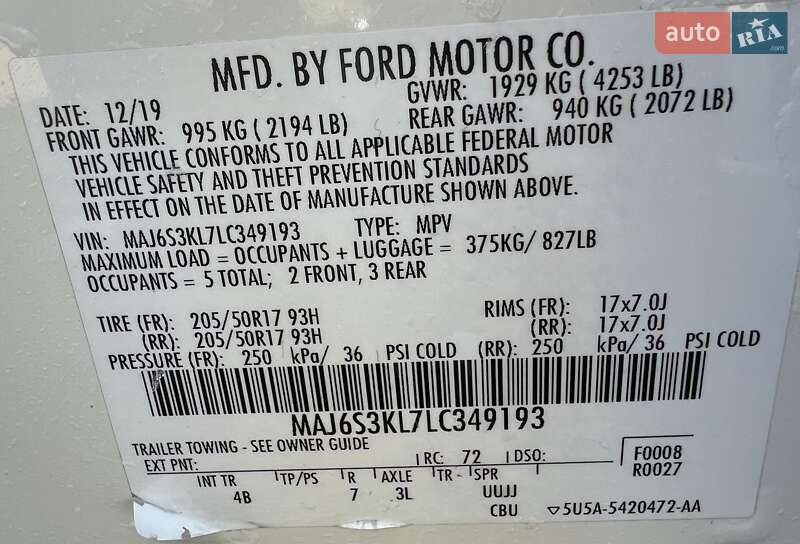 auto RIA
MFD. BY FORD MOTOR CO.
DATE: 12/19 GVWR: 1929 KG ( 4253 LB)
FRONT GAWR: 995 KG ( 2194 LB) REAR GAWR: 940 KG ( 2072 LB)
THIS VEHICLE CONFORMS TO ALL APPLICABLE FEDERAL MOTOR
VEHICLE SAFETY AND THEFT PREVENTION STANDARDS
IN EFFECT ON THE DATE OF MANUFACTURE SHOWN ABOVE.
VIN: MAJ6S3KL7LC349193 TYPE: MPV
MAXIMUM LOAD = OCCUPANTS + LUGGAGE = 375KG/ 827LB
OCCUPANTS = 5 TOTAL; 2 FRONT, 3 REAR
TIRE (FR): 205/50R17 93H RIMS (FR): 17x7.0J
(RR): 205/50R17 93H (RR): 17x7.0J
PRESSURE (FR): 250 kPa/ 36 PSI COLD (RR): 250 kPa/ 36 PSI COLD
MAJ6S3KL7LC349193
TRAILER TOWING - SEE OWNER GUIDE
EXT PNT: RC: 72 DSO: F0008
R0027
INT TR TP/PS R AXLE TR- SPR
4B 7 3L UUJJ
CBU ▽5U5A-5420472-AA